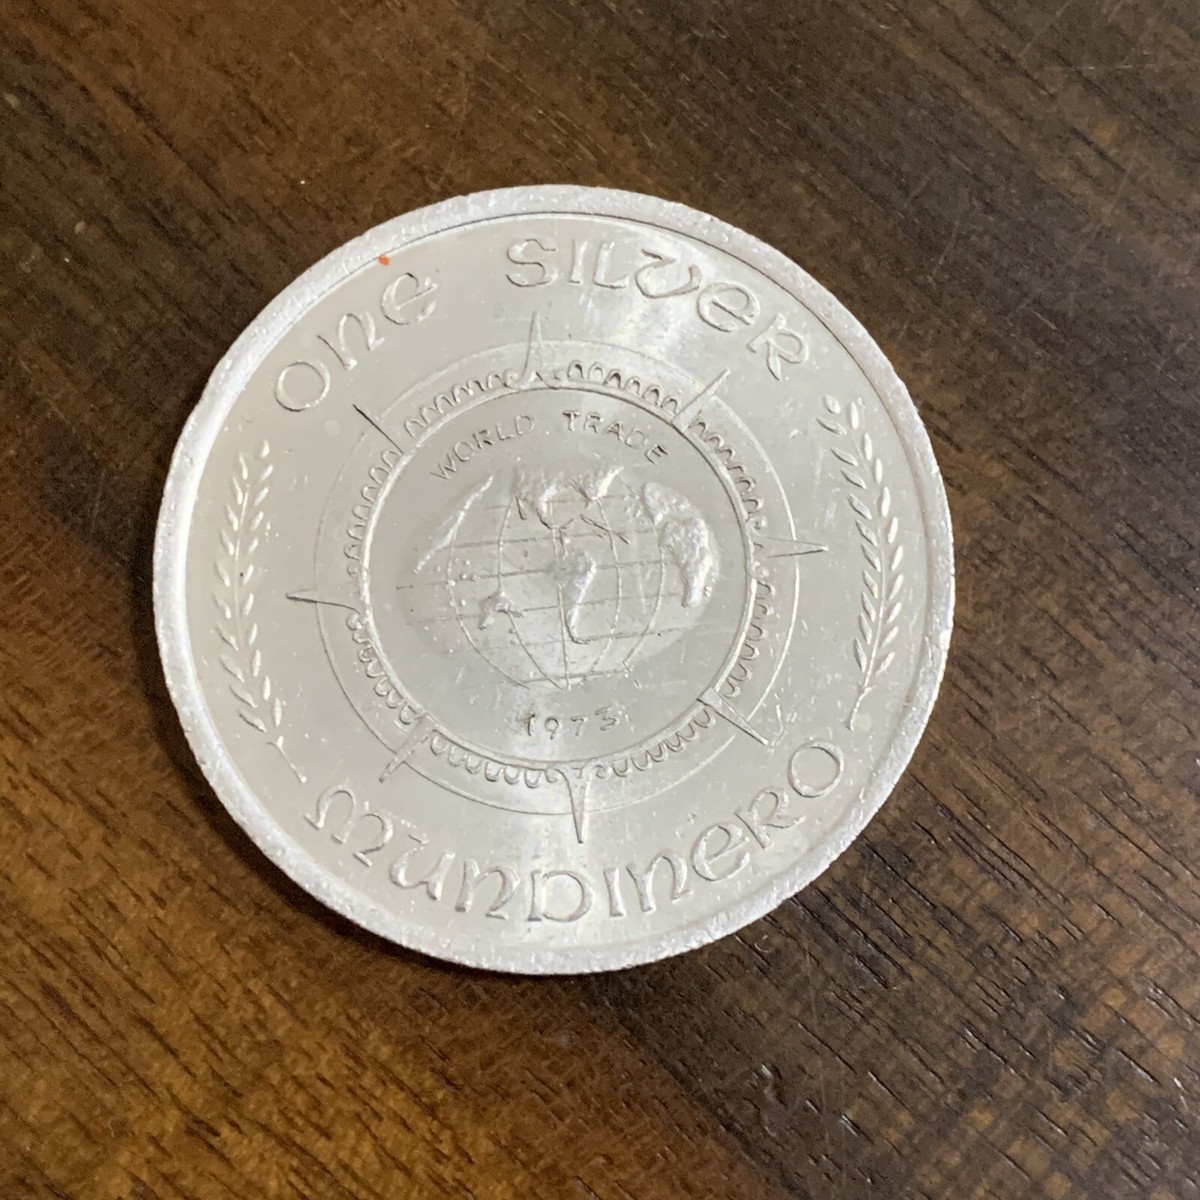 ONE SILVER
WORLD TRADE
1973
MUNDINERO